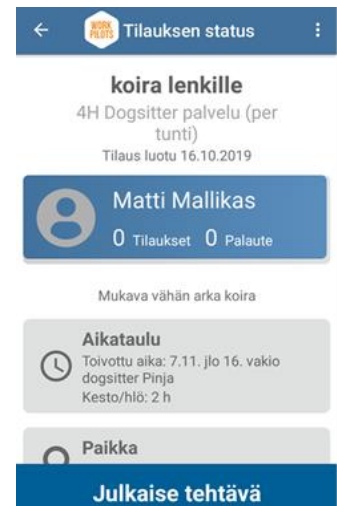 WORK
PILOTS
Tilauksen status
koira lenkille
4H Dogsitter palvelu (per
tunti)
Tilaus luotu 16.10.2019
Matti Mallikas
0 Tilaukset 0 Palaute
Mukava vähän arka koira
Aikataulu
Toivottu aika: 7.11. jlo 16. vakio
dogsitter Pinja
Kesto/hlö: 2 h
Paikka
Julkaise tehtävä